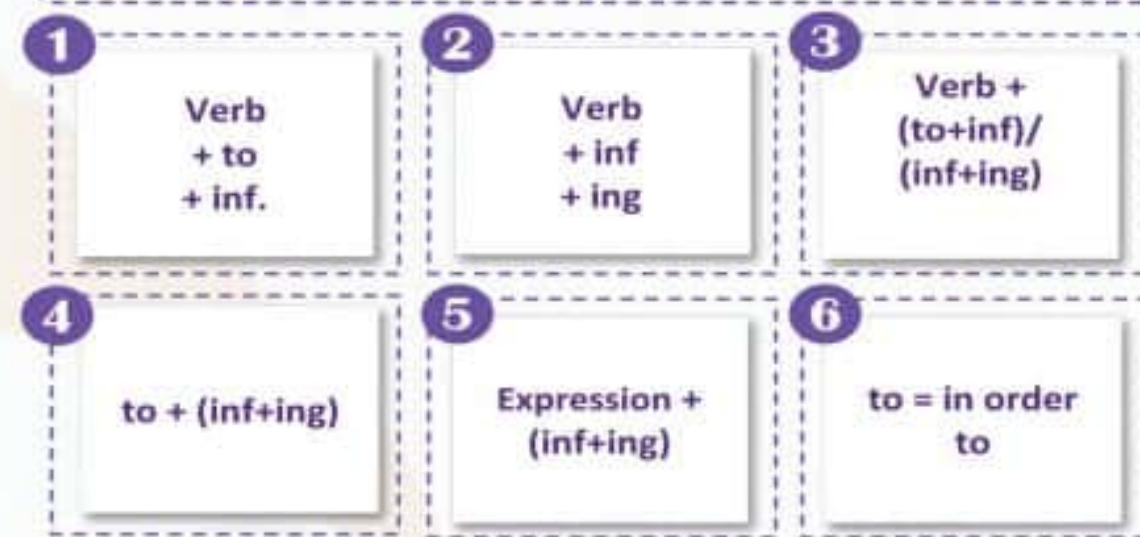 1
Verb
+ to
+ inf.
2
Verb
+ inf
+ ing
3
Verb +
(to+inf)/
(inf+ing)
4
to + (inf+ing)
5
Expression +
(inf+ing)
6
to = in order
to